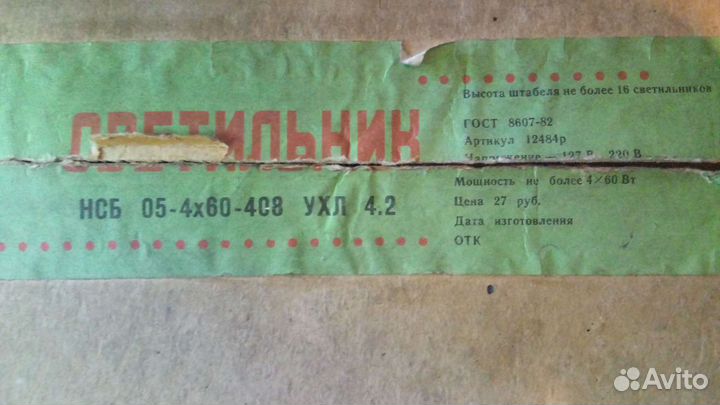 СВЕТИЛЬНИК
НСБ 05-4х60-408 УХЛ 4.2
Высота штабеля не более 16 светильников
ГОСТ 8607-82
Артикул 12484р
Напряжение — 127 В, 220 В
Мощность не более 4×60 Вт
Цена 27 руб.
Дата изготовления
ОТК
Avito